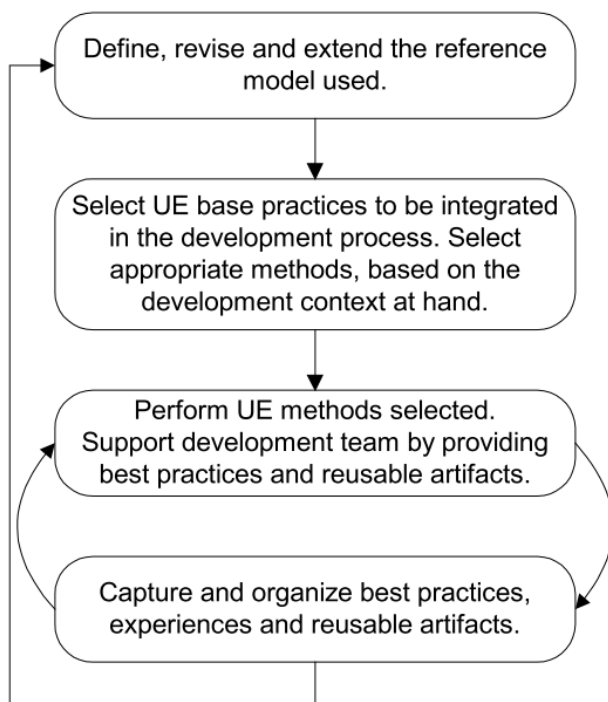 Define, revise and extend the reference
model used.
Select UE base practices to be integrated
in the development process. Select
appropriate methods, based on the
development context at hand.
Perform UE methods selected.
Support development team by providing
best practices and reusable artifacts.
Capture and organize best practices,
experiences and reusable artifacts.